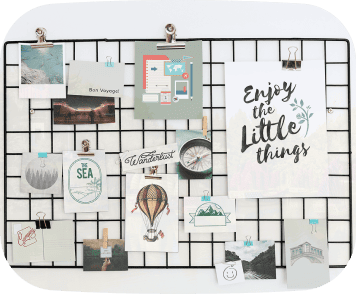 Bon Voyage!
Enjoy
the
Little
things
THE
SEA
Wanderlust